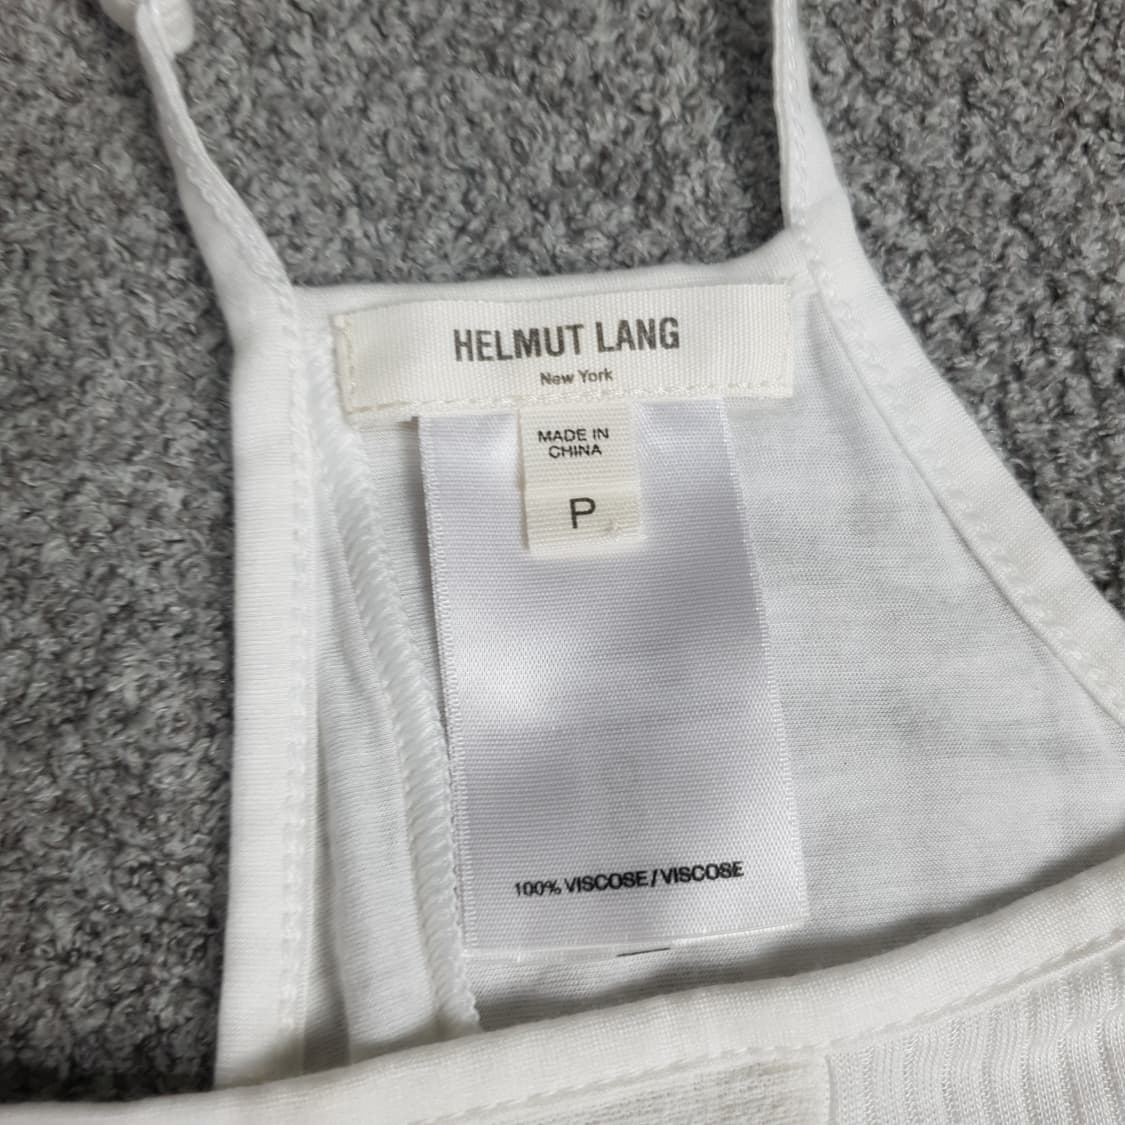 HELMUT LANG
New York
MADE IN
CHINA
P
100% VISCOSE / VISCOSE